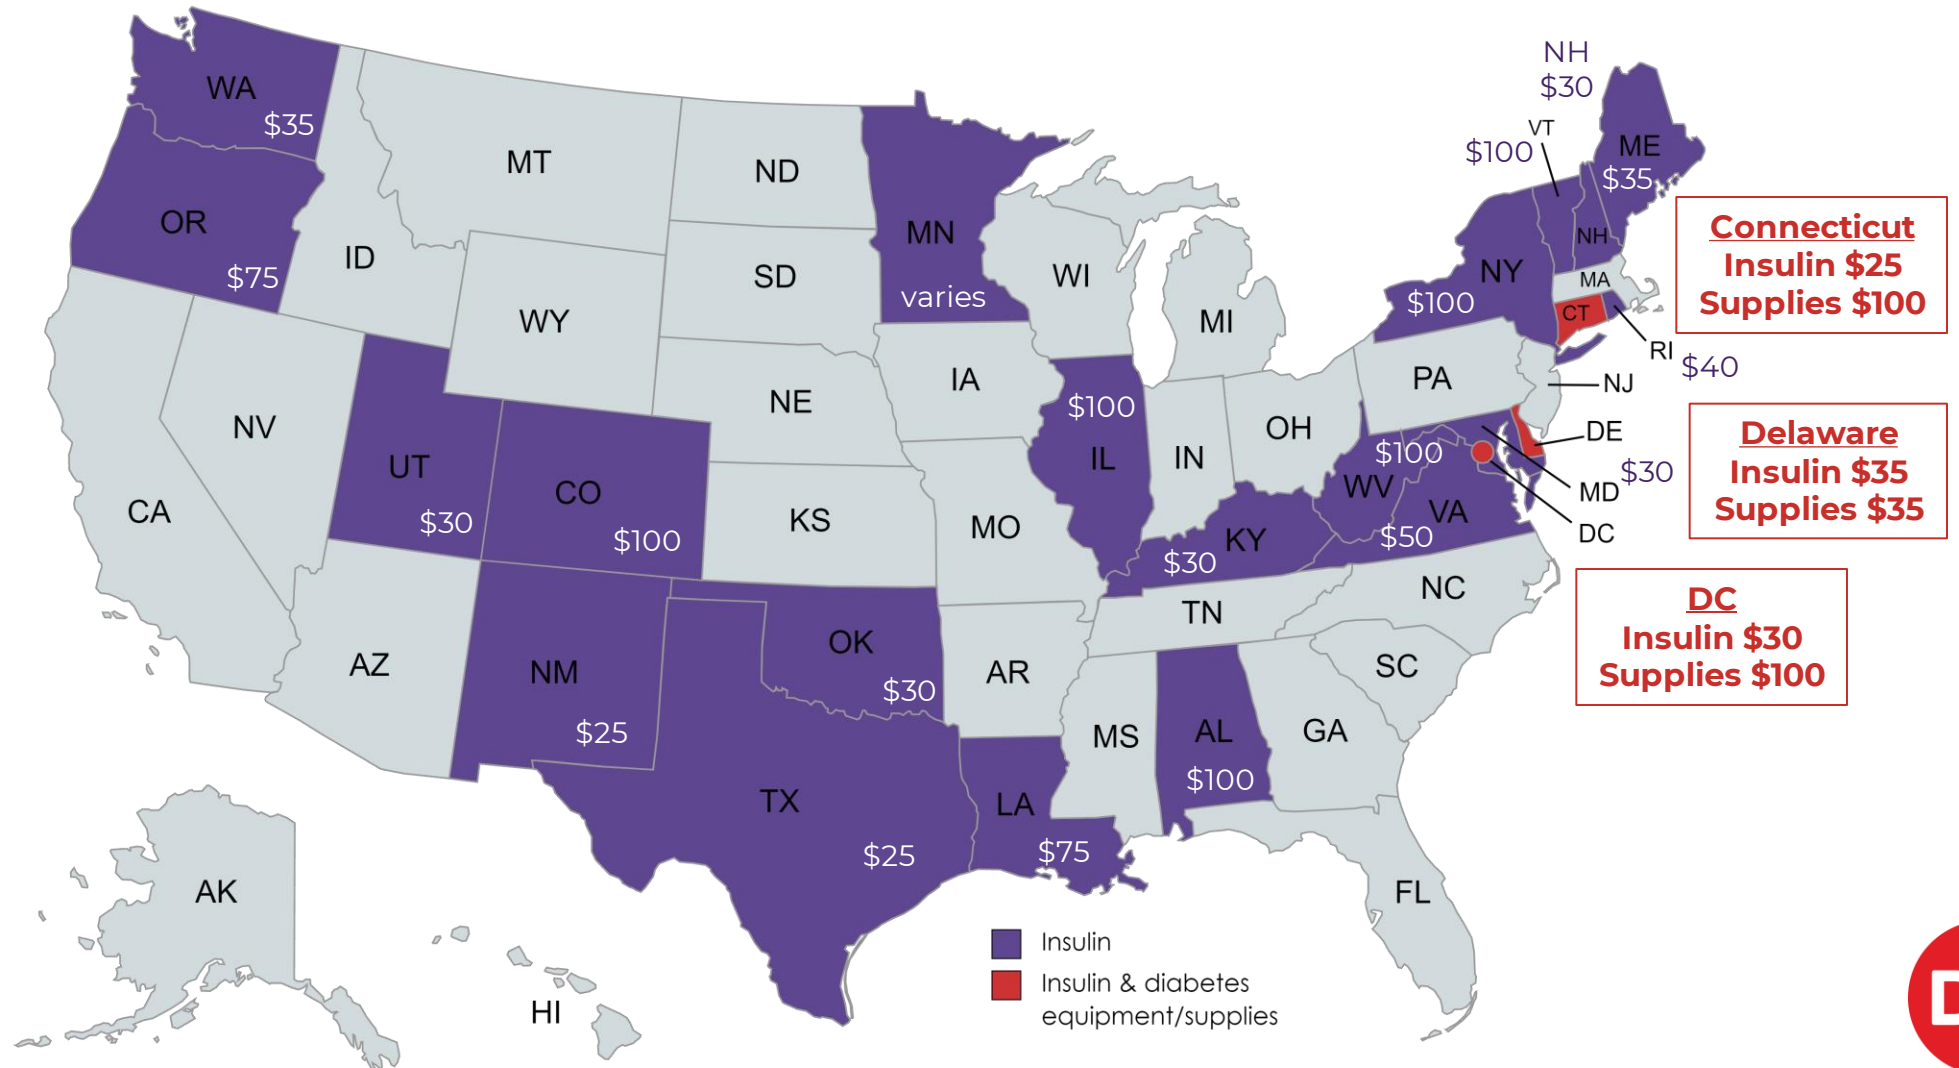 WA
$35
OR
$75
ID
MT
ND
MN
varies
SD
WY
WI
MI
NH
$30
VT
$100
ME
$35
NH
NY
$100
MA
CT
RI
$40
Connecticut
Insulin $25
Supplies $100
NV
UT
$30
CO
$100
NE
IA
$100
IL
IN
OH
PA
NJ
DE
MD
$30
DC
Delaware
Insulin $35
Supplies $35
CA
KS
MO
$30
KY
$100
WV
VA
$50
DC
Insulin $30
Supplies $100
AZ
NM
$25
OK
$30
AR
TN
NC
SC
TX
$25
LA
$75
MS
AL
$100
GA
FL
AK
HI
Insulin
Insulin & diabetes
equipment/supplies